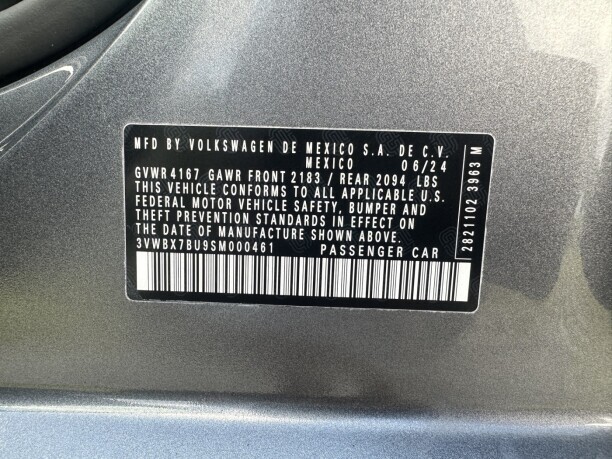 MFD BY VOLKSWAGEN DE MEXICO S.A. DE C.V.
MEXICO 06/24
GVWR 4167 GAWR FRONT 2183 / REAR 2094 LBS
THIS VEHICLE CONFORMS TO ALL APPLICABLE U.S.
FEDERAL MOTOR VEHICLE SAFETY, BUMPER AND
THEFT PREVENTION STANDARDS IN EFFECT ON
THE DATE OF MANUFACTURE SHOWN ABOVE.
3VWBX7BU9SM000461 PASSENGER CAR
2821102 3963 M